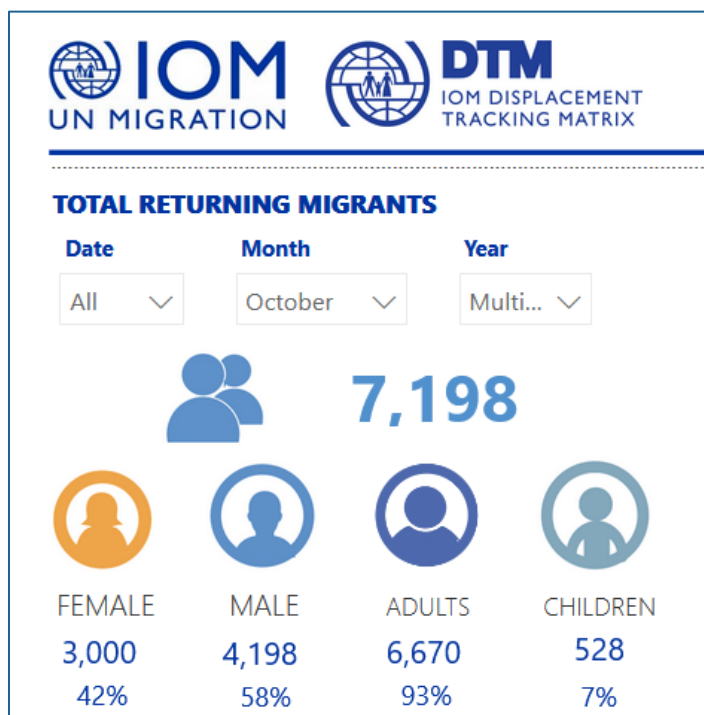 IOM
UN MIGRATION
DTM
IOM DISPLACEMENT
TRACKING MATRIX
TOTAL RETURNING MIGRANTS
Date Month Year
All October Multi...
7,198
FEMALE MALE ADULTS CHILDREN
3,000 4,198 6,670 528
42% 58% 93% 7%